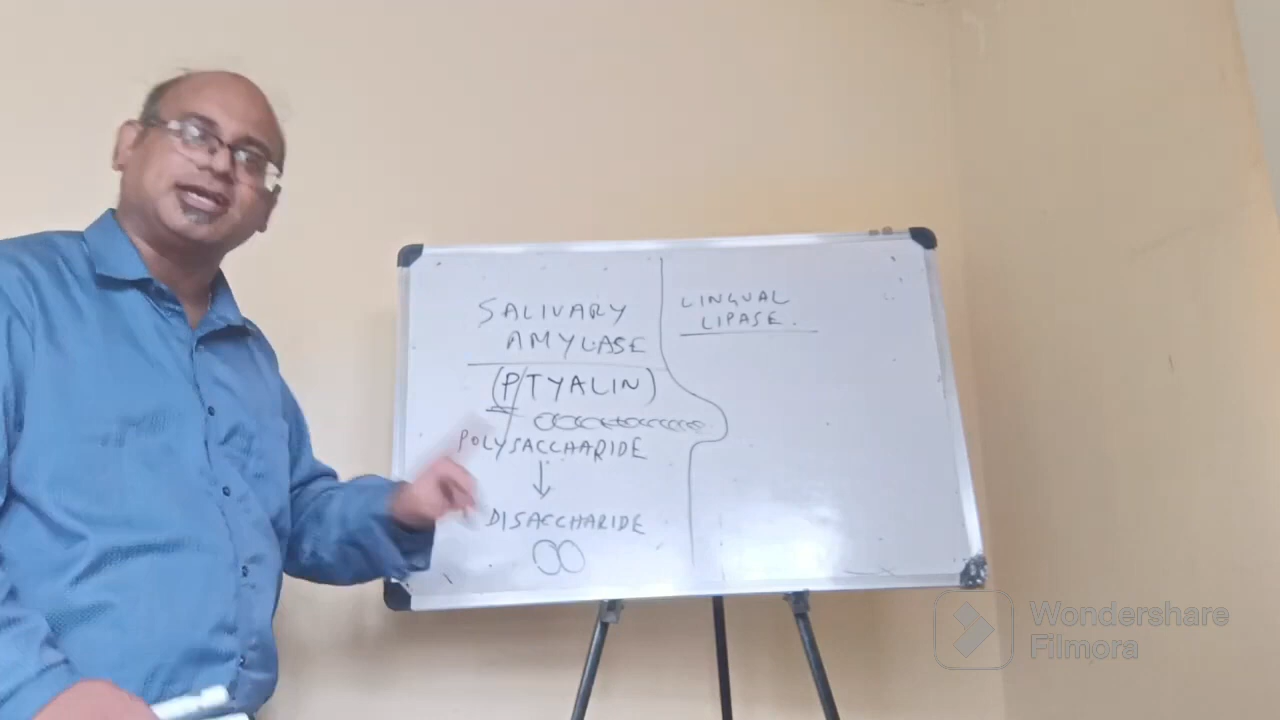 SALIVARY
AMYLASE
(PTYALIN)
POLYSACCHARIDE
DISACCHARIDE
LINGUAL
LIPASE.
Wondershare
Filmora